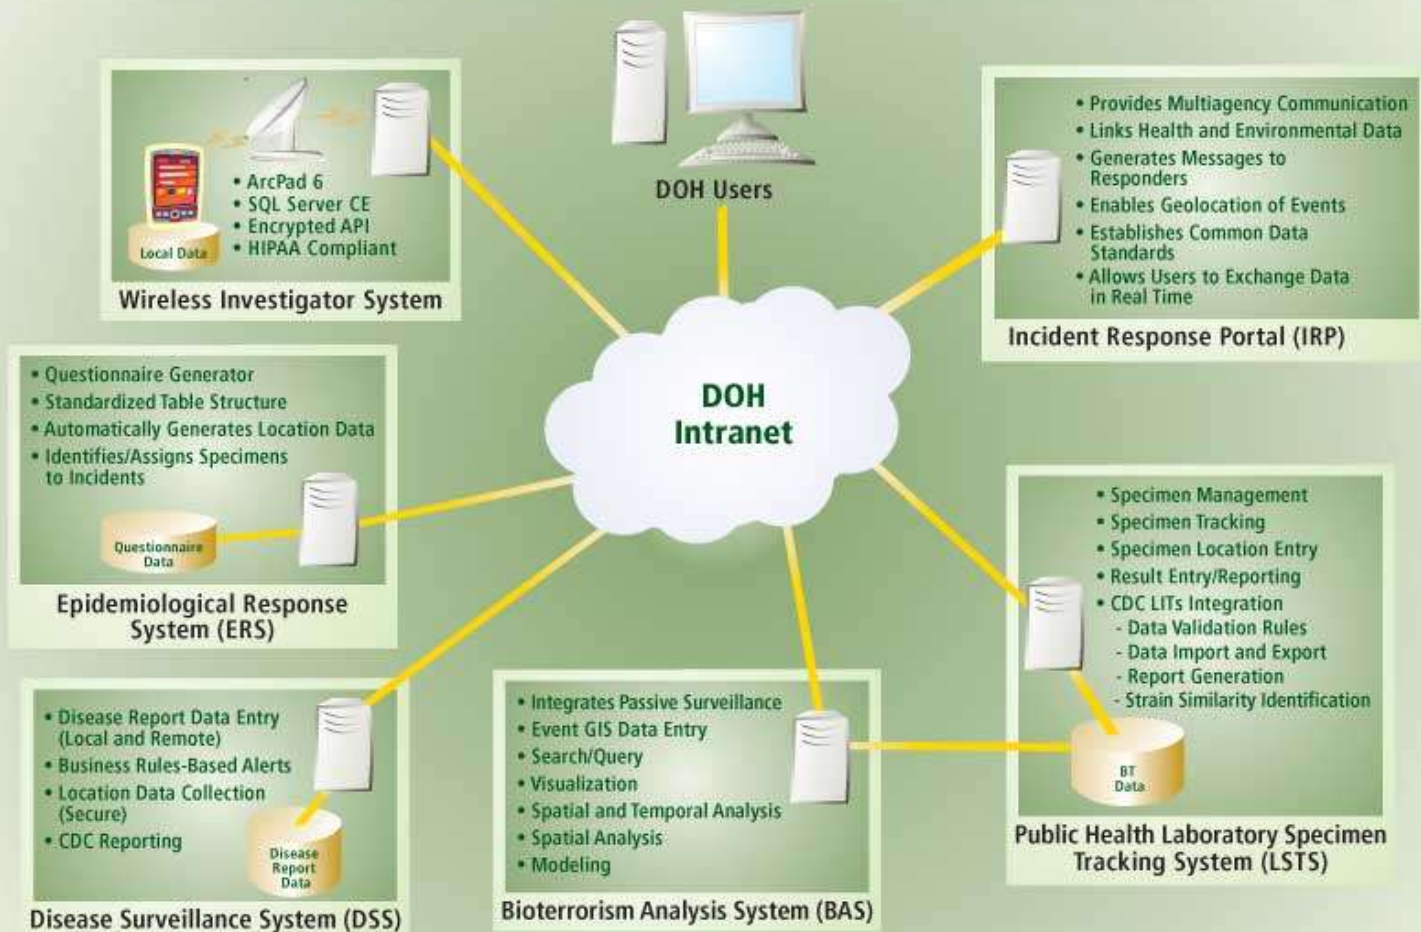 DOH Users
• ArcPad 6
• SQL Server CE
• Encrypted API
• HIPAA Compliant
Local Data
Wireless Investigator System
• Provides Multiagency Communication
• Links Health and Environmental Data
• Generates Messages to
Responders
• Enables Geolocation of Events
• Establishes Common Data
Standards
• Allows Users to Exchange Data
in Real Time
Incident Response Portal (IRP)
DOH
Intranet
• Questionnaire Generator
• Standardized Table Structure
• Automatically Generates Location Data
• Identifies/Assigns Specimens
to Incidents
Questionnaire
Data
Epidemiological Response
System (ERS)
• Specimen Management
• Specimen Tracking
• Specimen Location Entry
• Result Entry/Reporting
• CDC LITs Integration
- Data Validation Rules
- Data Import and Export
- Report Generation
- Strain Similarity Identification
BT
Data
Public Health Laboratory Specimen
Tracking System (LSTS)
• Disease Report Data Entry
(Local and Remote)
• Business Rules-Based Alerts
• Location Data Collection
(Secure)
• CDC Reporting
Disease
Report
Data
Disease Surveillance System (DSS)
• Integrates Passive Surveillance
• Event GIS Data Entry
• Search/Query
• Visualization
• Spatial and Temporal Analysis
• Spatial Analysis
• Modeling
Bioterrorism Analysis System (BAS)